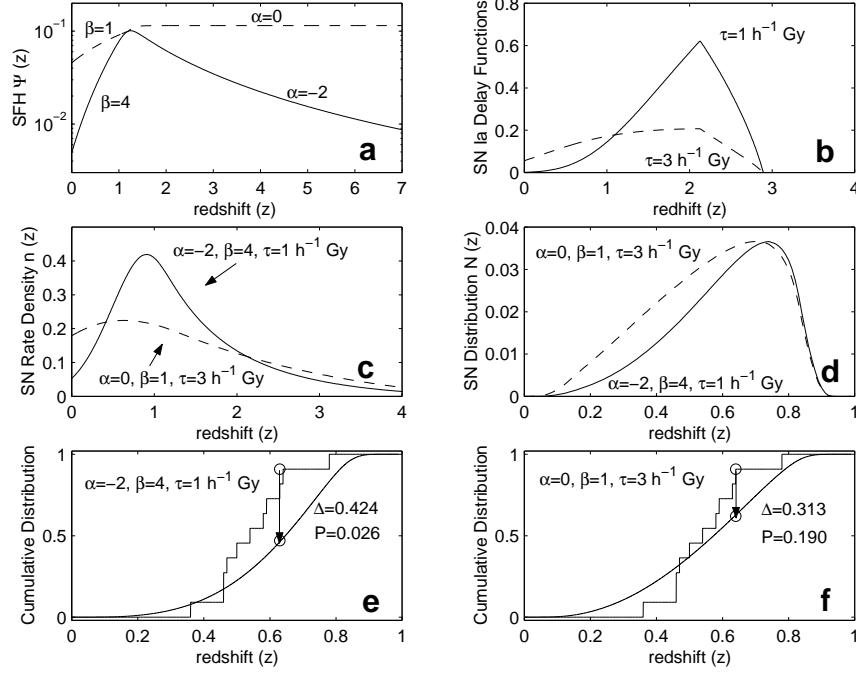 10⁻¹
10⁻²
SFH Ψ (z)
β=1
α=0
β=4
α=−2
a
0 1 2 3 4 5 6 7
redshift (z)
0.8
0.6
0.4
0.2
0
SN Ia Delay Functions
τ=1 h⁻¹ Gy
τ=3 h⁻¹ Gy
b
0 1 2 3 4
redhift (z)
0.4
0.3
0.2
0.1
0
SN Rate Density n (z)
α=−2, β=4, τ=1 h⁻¹ Gy
α=0, β=1, τ=3 h⁻¹ Gy
c
0 1 2 3 4
redshift (z)
0.04
0.03
0.02
0.01
0
SN Distribution N (z)
α=0, β=1, τ=3 h⁻¹ Gy
α=−2, β=4, τ=1 h⁻¹ Gy
d
0 0.2 0.4 0.6 0.8 1
redshift (z)
1
0.5
0
Cumulative Distribution
α=−2, β=4, τ=1 h⁻¹ Gy
Δ=0.424
P=0.026
e
0 0.2 0.4 0.6 0.8 1
redshift (z)
1
0.5
0
Cumulative Distribution
α=0, β=1, τ=3 h⁻¹ Gy
Δ=0.313
P=0.190
f
0 0.2 0.4 0.6 0.8 1
redshift (z)